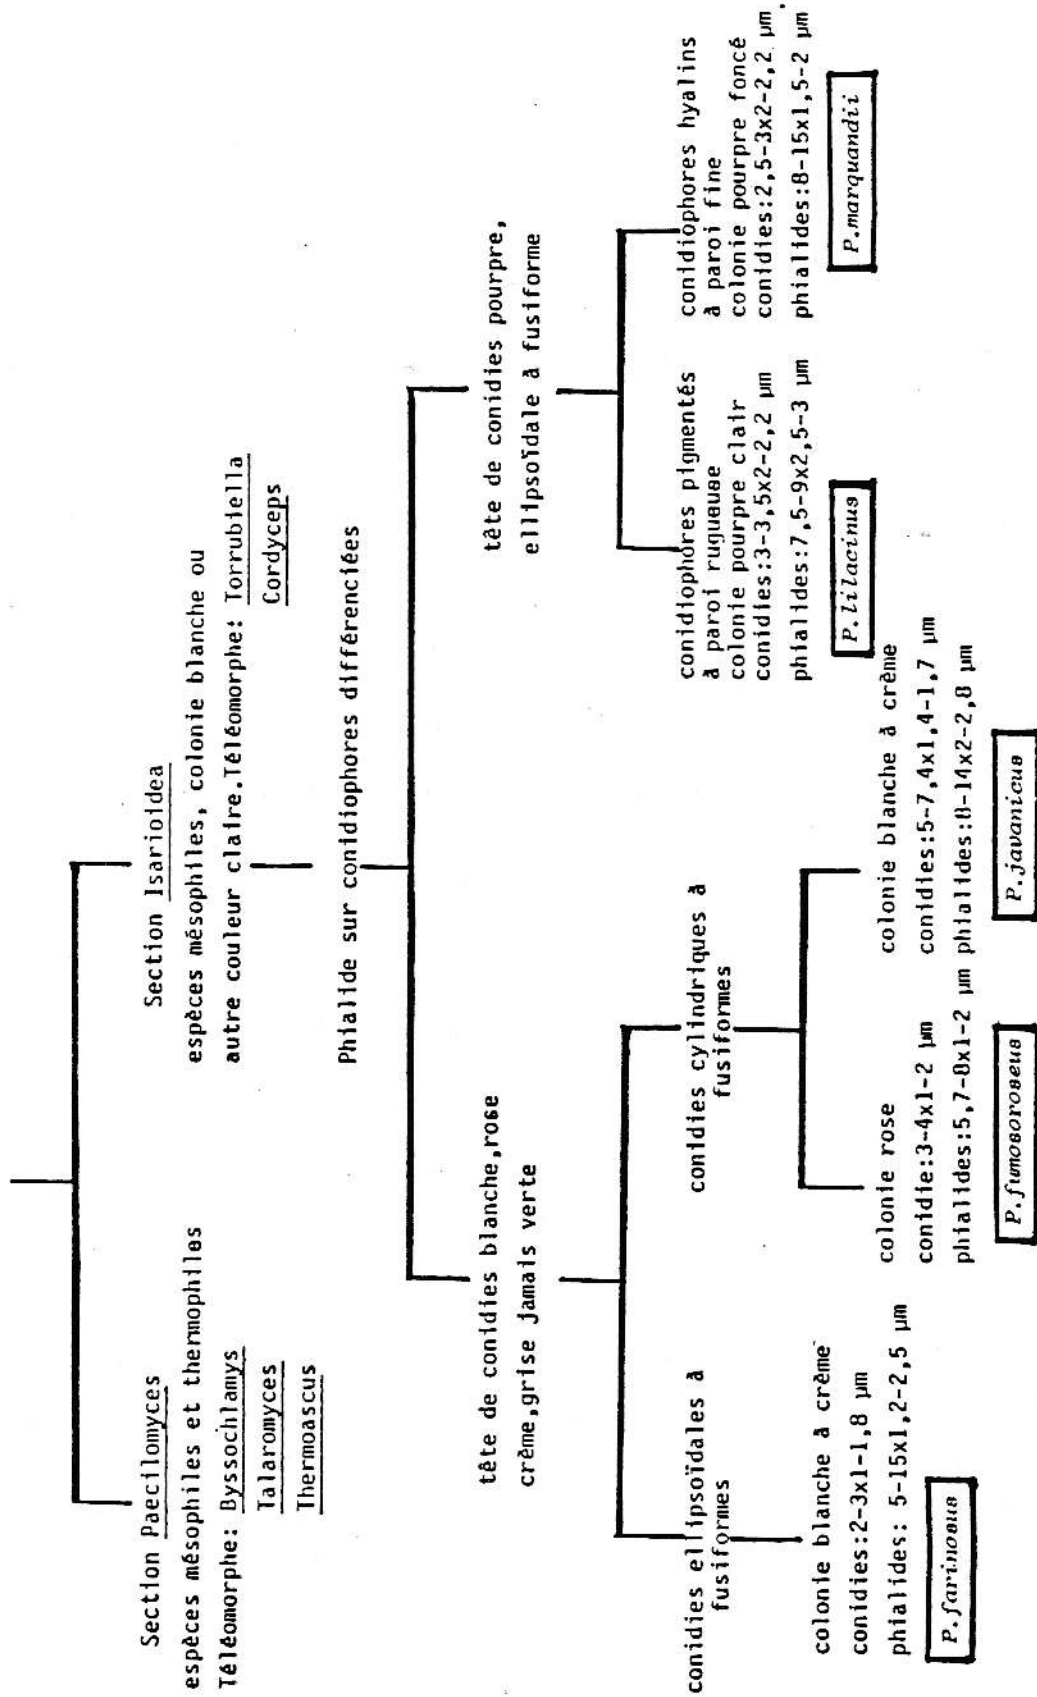 Section Paecilomyces
espèces mésophiles et thermophiles
Téléomorphe: Byssochlamys
Talaromyces
Thermoascus
Section Isarioidea
espèces mésophiles, colonie blanche ou
autre couleur claire.Téléomorphe: Torrubiella
Cordyceps
Phialide sur conidiophores différenciées
tête de conidies blanche,rose
crème,grise jamais verte
tête de conidies pourpre,
ellipsoïdale à fusiforme
conidies ellipsoïdales à
fusiformes
conidies cylindriques à
fusiformes
conidiophores pigmentés
à paroi rugueuse
colonie pourpre clair
conidies:3-3,5x2-2,2 µm
phialides:7,5-9x2,5-3 µm
P.lilacinus
conidiophores hyalins
à paroi fine
colonie pourpre foncé
conidies:2,5-3x2-2,2 µm
phialides:8-15x1,5-2 µm
P.marquandii
colonie blanche à crème
conidies:2-3x1-1,8 µm
phialides: 5-15x1,2-2,5 µm
P.farinosus
colonie rose
conidie:3-4x1-2 µm
phialides:5,7-8x1-2 µm
P.fumosoroseus
colonie blanche à crème
conidies:5-7,4x1,4-1,7 µm
phialides:8-14x2-2,8 µm
P.javanicus